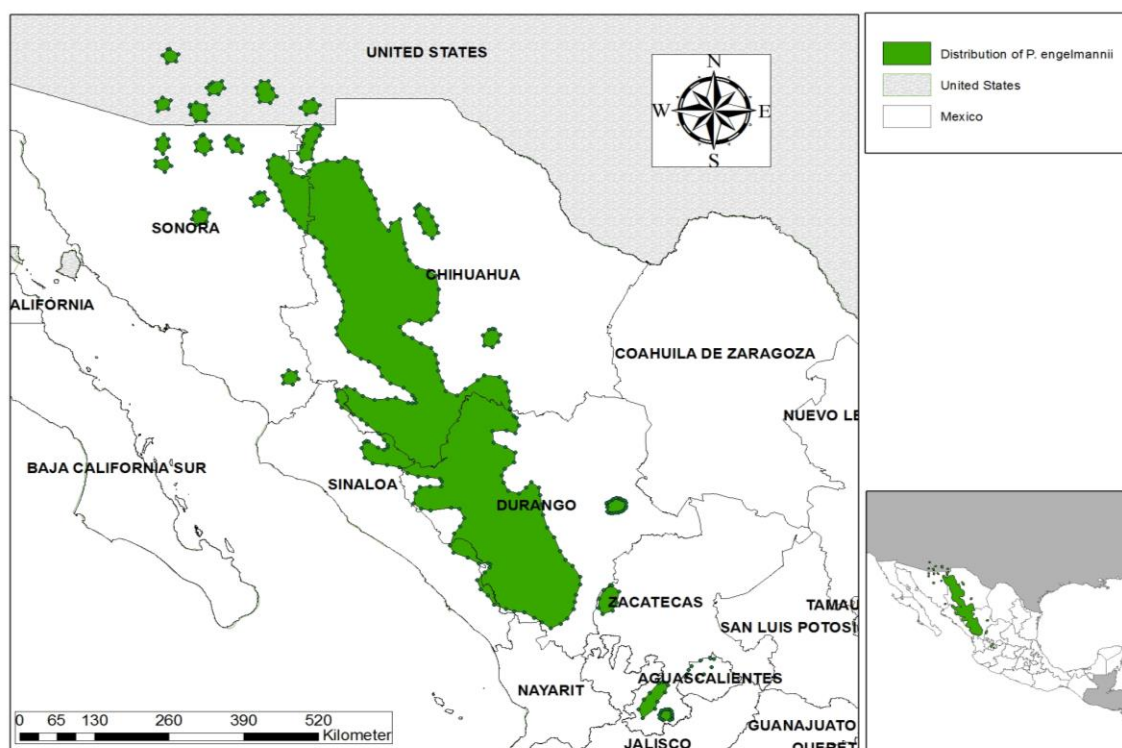 UNITED STATES
N
W E
S
Distribution of P. engelmannii
United States
Mexico
SONORA
CHIHUAHUA
ALIFORNIA
COAHUILA DE ZARAGOZA
NUEVO LE
BAJA CALIFORNIA SUR
SINALOA
DURANGO
ZACATECAS
TAMAU
SAN LUIS POTOSÍ
AGUASCALIENTES
NAYARIT
GUANAJUATO
JALISCO
QUERÉT
0 65 130 260 390 520
Kilometer